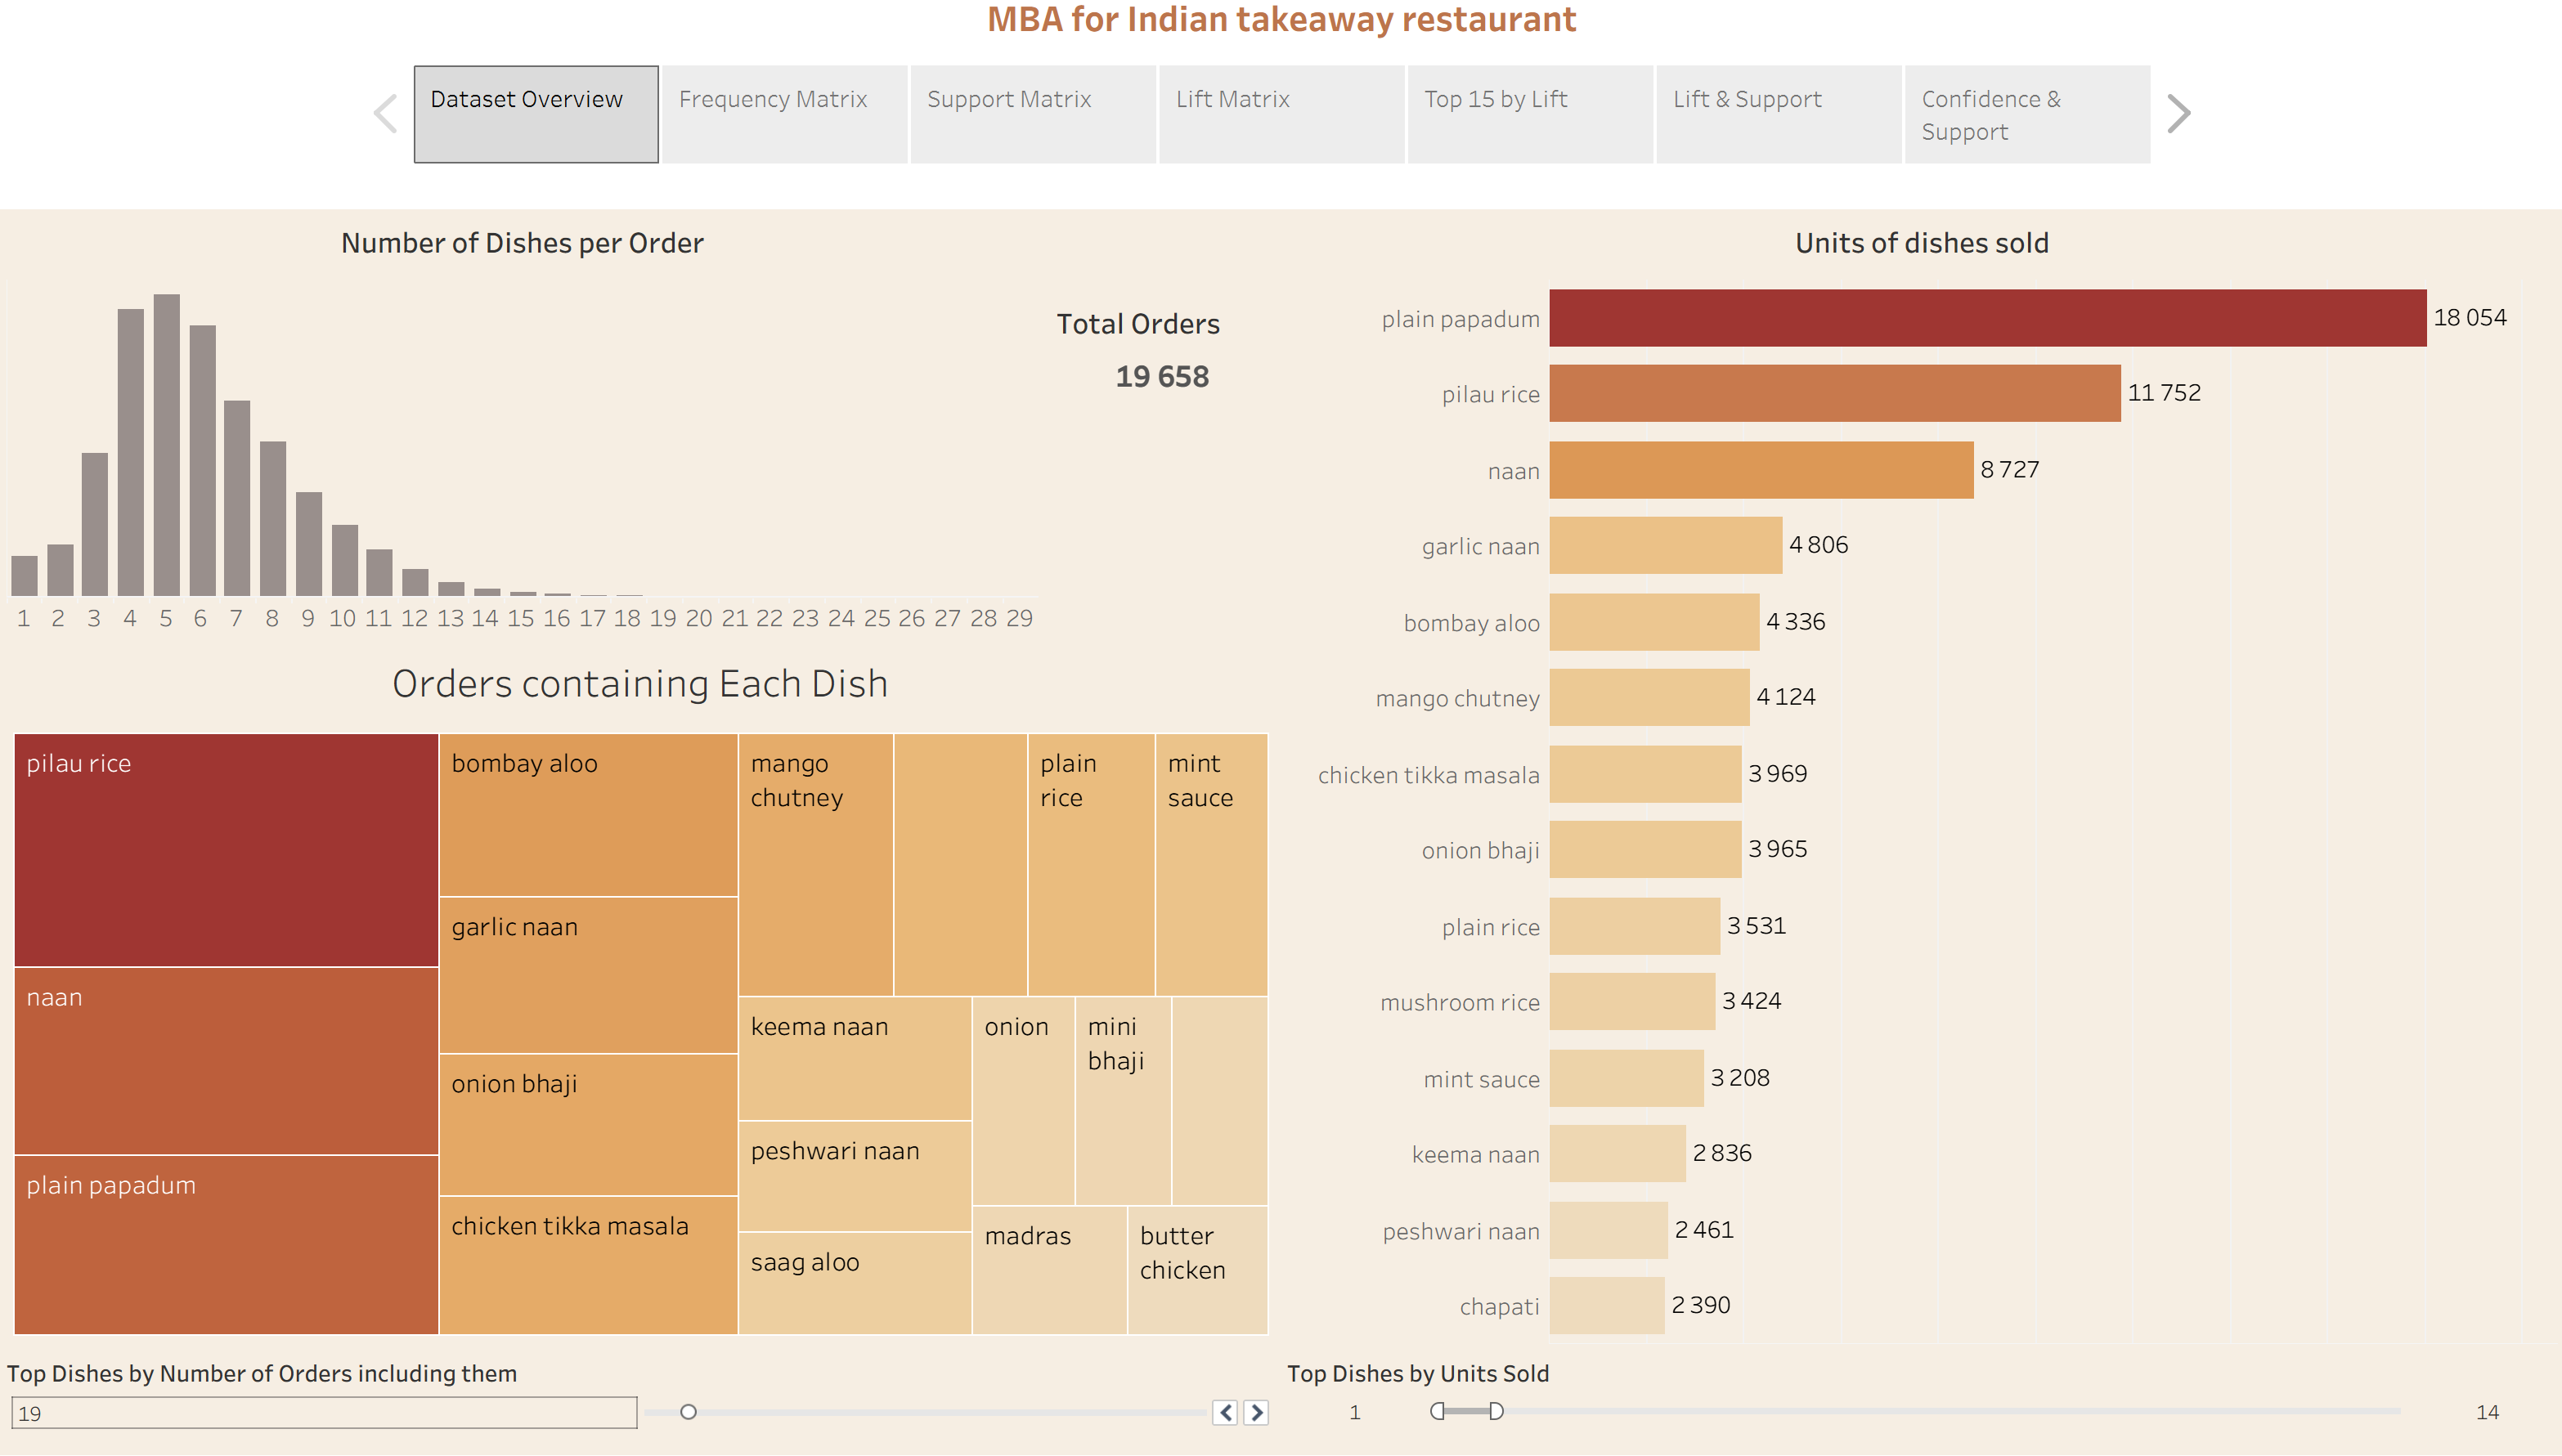 MBA for Indian takeaway restaurant
Dataset Overview
Frequency Matrix
Support Matrix
Lift Matrix
Top 15 by Lift
Lift & Support
Confidence &
Support
Number of Dishes per Order
Total Orders
19 658
1 2 3 4 5 6 7 8 9 10 11 12 13 14 15 16 17 18 19 20 21 22 23 24 25 26 27 28 29
Orders containing Each Dish
pilau rice
naan
plain papadum
bombay aloo
garlic naan
onion bhaji
chicken tikka masala
mango
chutney
plain
rice
mint
sauce
keema naan
peshwari naan
saag aloo
onion
mini
bhaji
madras
butter
chicken
Top Dishes by Number of Orders including them
19
Units of dishes sold
plain papadum 18 054
pilau rice 11 752
naan 8 727
garlic naan 4 806
bombay aloo 4 336
mango chutney 4 124
chicken tikka masala 3 969
onion bhaji 3 965
plain rice 3 531
mushroom rice 3 424
mint sauce 3 208
keema naan 2 836
peshwari naan 2 461
chapati 2 390
Top Dishes by Units Sold
1 14